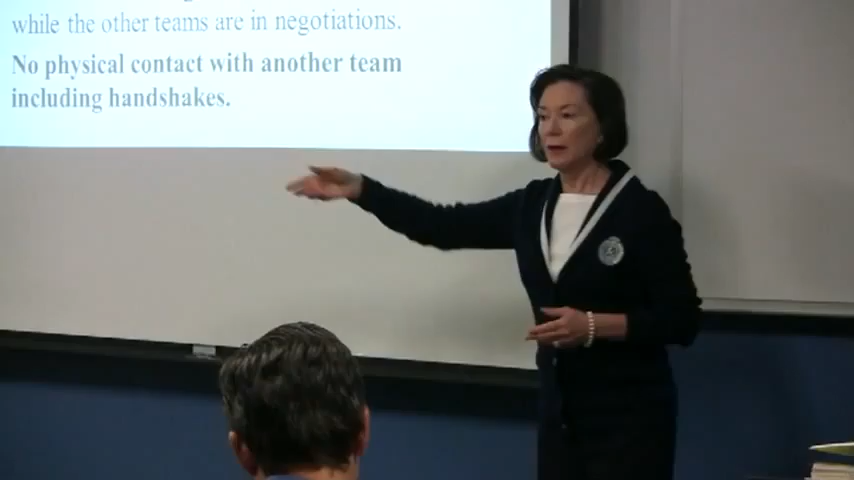 while the other teams are in negotiations.
No physical contact with another team
including handshakes.